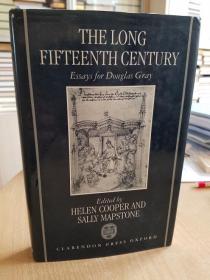 THE LONG
FIFTEENTH CENTURY
Essays for Douglas Gray
Edited by
HELEN COOPER and
SALLY MAPSTONE
CLARENDON PRESS OXFORD